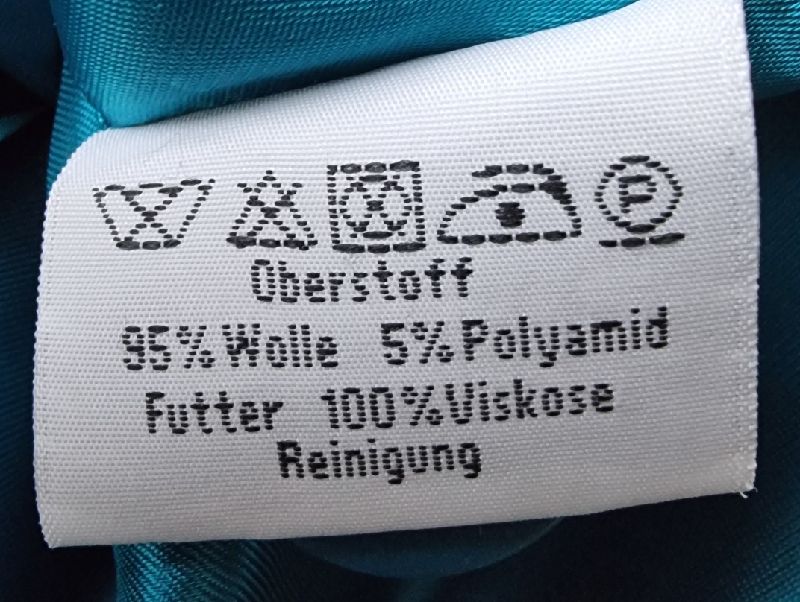 P
Oberstoff
95% Wolle 5% Polyamid
Futter 100% Viskose
Reinigung